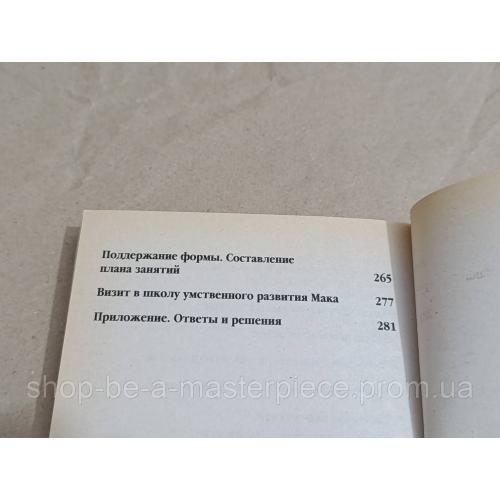 Поддержание формы. Составление
плана занятий 265
Визит в школу умственного развития Мака 277
Приложение. Ответы и решения 281
shop-be-a-masterpiece.prom.ua